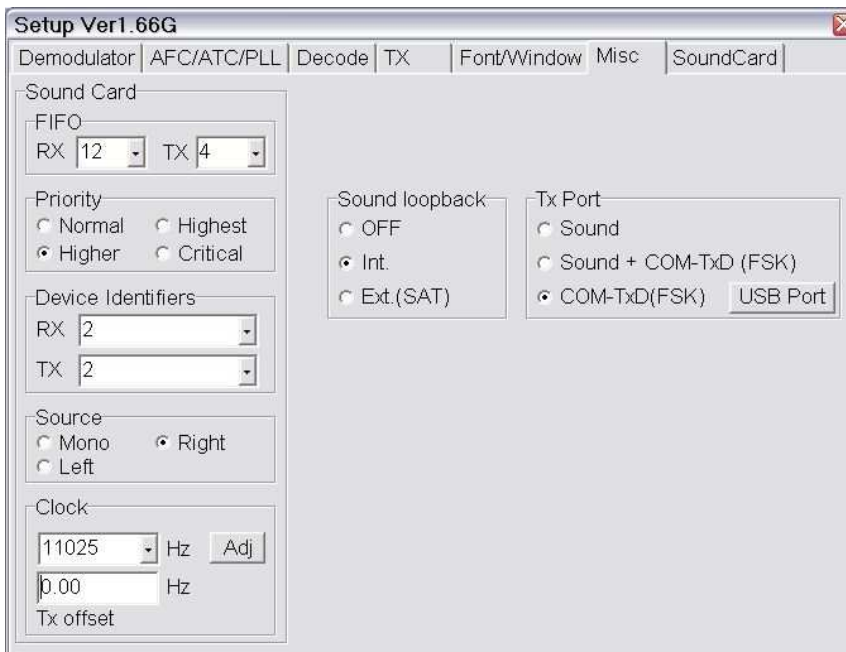 Setup Ver1.66G
Demodulator AFC/ATC/PLL Decode TX Font/Window Misc SoundCard
Sound Card
FIFO
RX 12 TX 4
Priority
Normal Highest
Higher Critical
Device Identifiers
RX 2
TX 2
Source
Mono Right
Left
Clock
11025 Hz Adj
0.00 Hz
Tx offset
Sound loopback
OFF
Int.
Ext.(SAT)
Tx Port
Sound
Sound + COM-TxD (FSK)
COM-TxD(FSK) USB Port